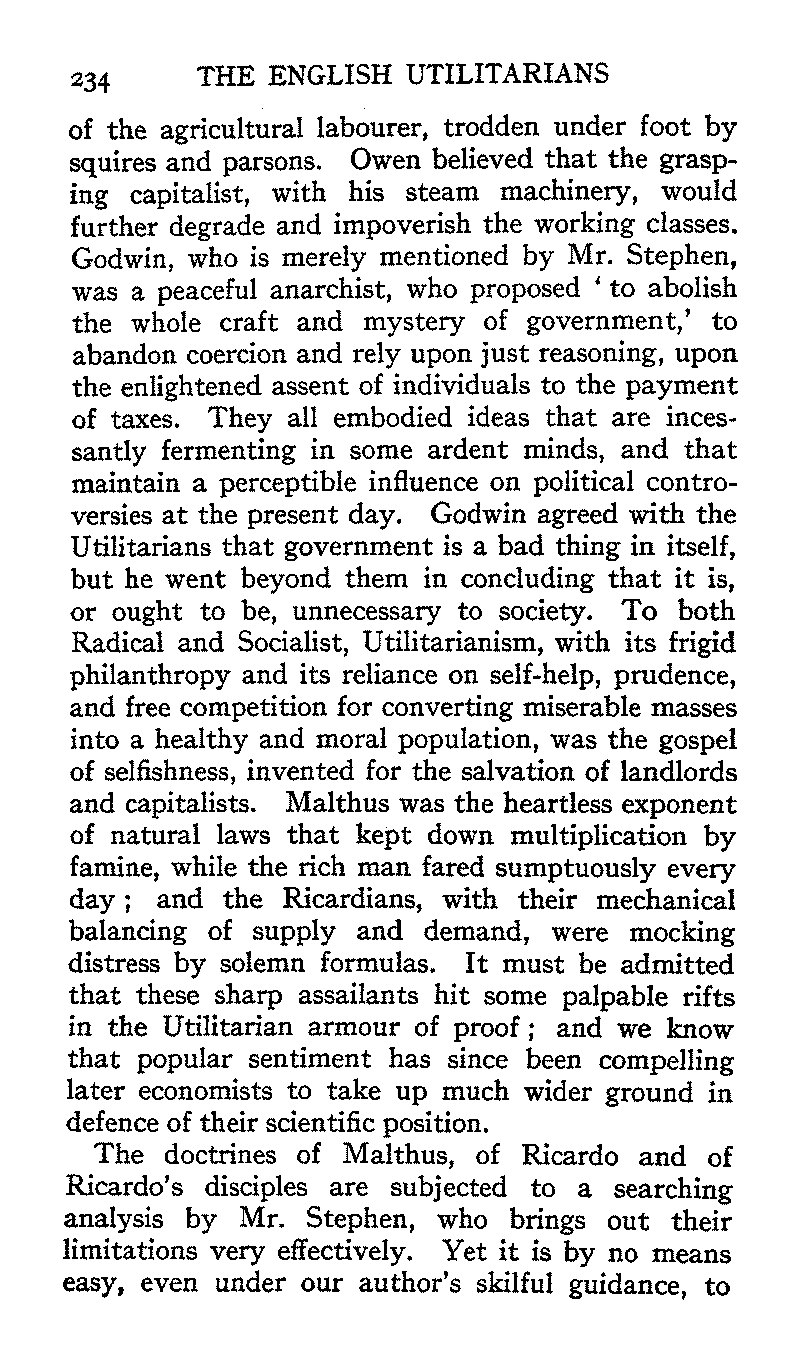 234 THE ENGLISH UTILITARIANS
of the agricultural labourer, trodden under foot by
squires and parsons. Owen believed that the grasp-
ing capitalist, with his steam machinery, would
further degrade and impoverish the working classes.
Godwin, who is merely mentioned by Mr. Stephen,
was a peaceful anarchist, who proposed ‘ to abolish
the whole craft and mystery of government,’ to
abandon coercion and rely upon just reasoning, upon
the enlightened assent of individuals to the payment
of taxes. They all embodied ideas that are inces-
santly fermenting in some ardent minds, and that
maintain a perceptible influence on political contro-
versies at the present day. Godwin agreed with the
Utilitarians that government is a bad thing in itself,
but he went beyond them in concluding that it is,
or ought to be, unnecessary to society. To both
Radical and Socialist, Utilitarianism, with its frigid
philanthropy and its reliance on self-help, prudence,
and free competition for converting miserable masses
into a healthy and moral population, was the gospel
of selfishness, invented for the salvation of landlords
and capitalists. Malthus was the heartless exponent
of natural laws that kept down multiplication by
famine, while the rich man fared sumptuously every
day ; and the Ricardians, with their mechanical
balancing of supply and demand, were mocking
distress by solemn formulas. It must be admitted
that these sharp assailants hit some palpable rifts
in the Utilitarian armour of proof ; and we know
that popular sentiment has since been compelling
later economists to take up much wider ground in
defence of their scientific position.
The doctrines of Malthus, of Ricardo and of
Ricardo’s disciples are subjected to a searching
analysis by Mr. Stephen, who brings out their
limitations very effectively. Yet it is by no means
easy, even under our author’s skilful guidance, to